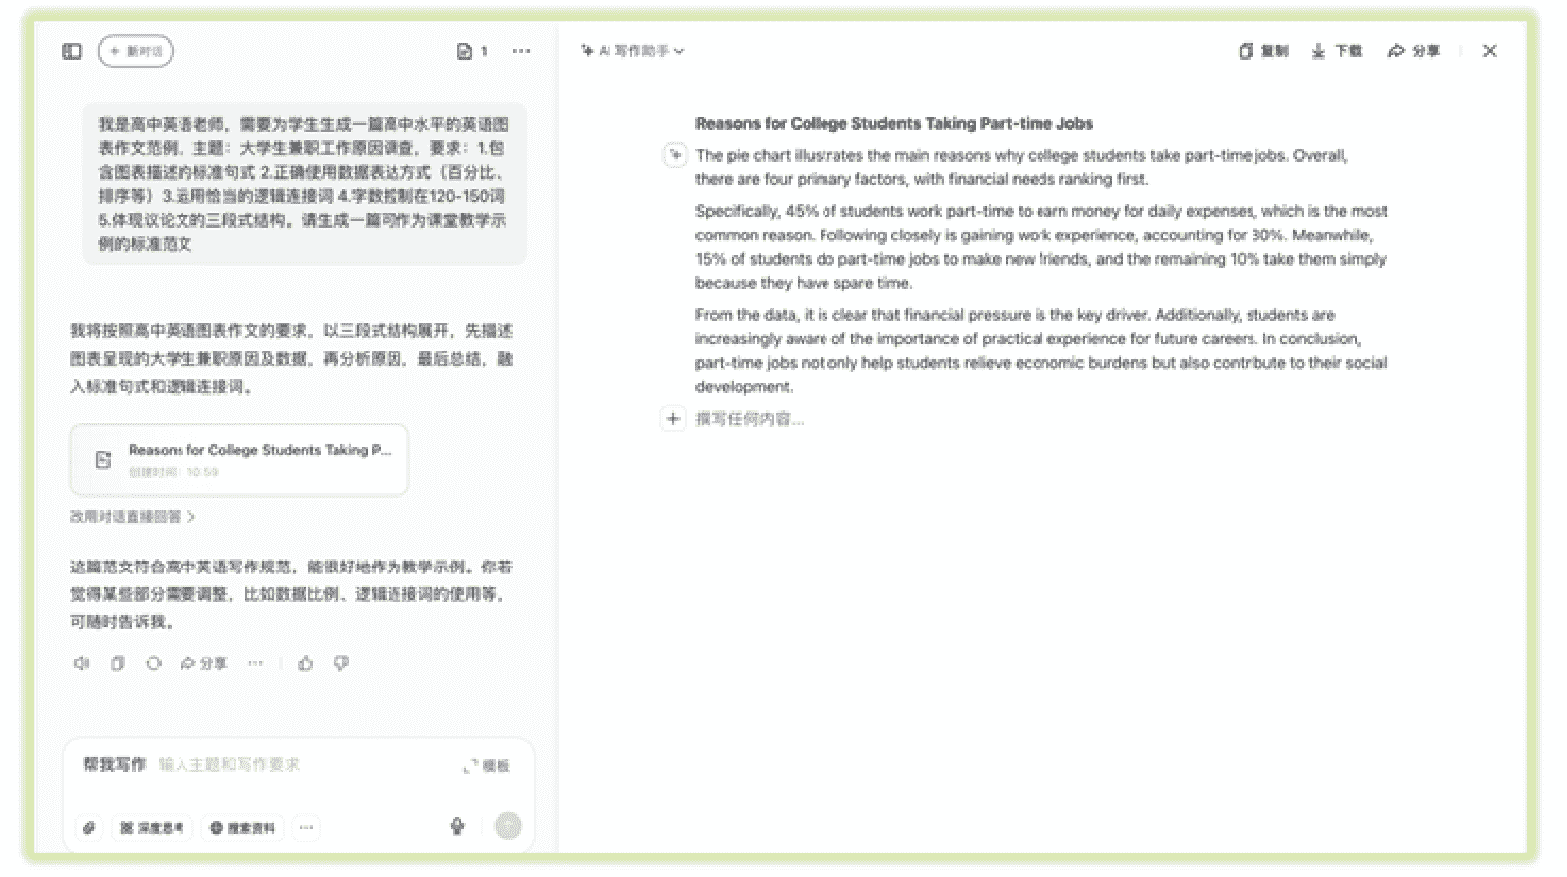 + 新对话
1
我是高中英语老师，需要为学生生成一篇高中水平的英语图
表作文范例，主题：大学生兼职工作原因调查，要求：1.包
含图表描述的标准句式 2.正确使用数据表达方式（百分比、
排序等）3.运用恰当的逻辑连接词 4.字数控制在120-150词
5.体现议论文的三段式结构，请生成一篇可作为课堂教学示
例的标准范文
我将按照高中英语图表作文的要求，以三段式结构展开，先描述
图表呈现的大学生兼职原因及数据，再分析原因，最后总结，融
入标准句式和逻辑连接词。
Reasons for College Students Taking P...
创建时间：10:59
改用对话直接回答 >
这篇范文符合高中英语写作规范，能很好地作为教学示例。你若
觉得某些部分需要调整，比如数据比例、逻辑连接词的使用等，
可随时告诉我。
分享
帮我写作 输入主题和写作要求
模板
深度思考 搜索资料
AI 写作助手
复制 下载 分享
Reasons for College Students Taking Part-time Jobs
The pie chart illustrates the main reasons why college students take part-time jobs. Overall,
there are four primary factors, with financial needs ranking first.
Specifically, 45% of students work part-time to earn money for daily expenses, which is the most
common reason. Following closely is gaining work experience, accounting for 30%. Meanwhile,
15% of students do part-time jobs to make new friends, and the remaining 10% take them simply
because they have spare time.
From the data, it is clear that financial pressure is the key driver. Additionally, students are
increasingly aware of the importance of practical experience for future careers. In conclusion,
part-time jobs not only help students relieve economic burdens but also contribute to their social
development.
撰写任何内容...